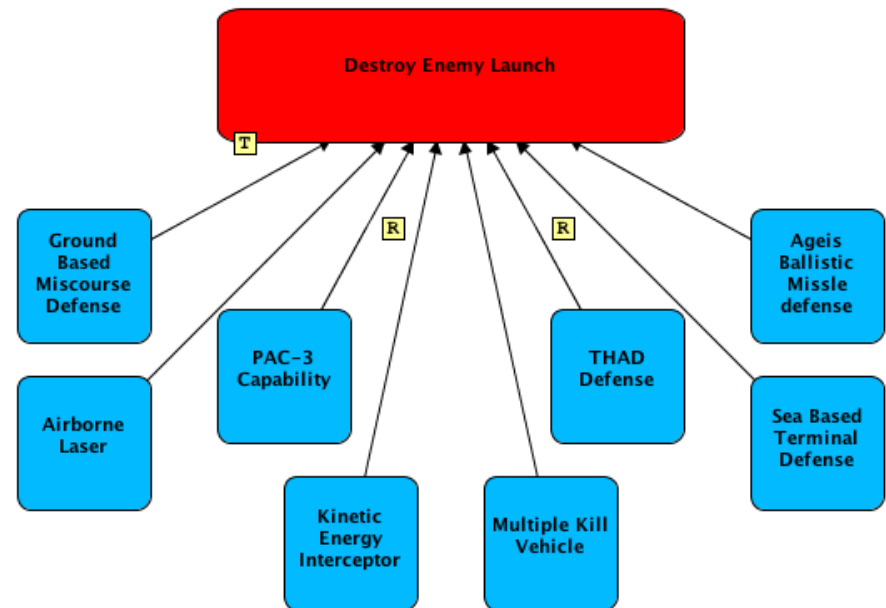 Destroy Enemy Launch
T
Ground
Based
Miscourse
Defense
R
R
Ageis
Ballistic
Missle
defense
PAC-3
Capability
THAD
Defense
Airborne
Laser
Sea Based
Terminal
Defense
Kinetic
Energy
Interceptor
Multiple Kill
Vehicle